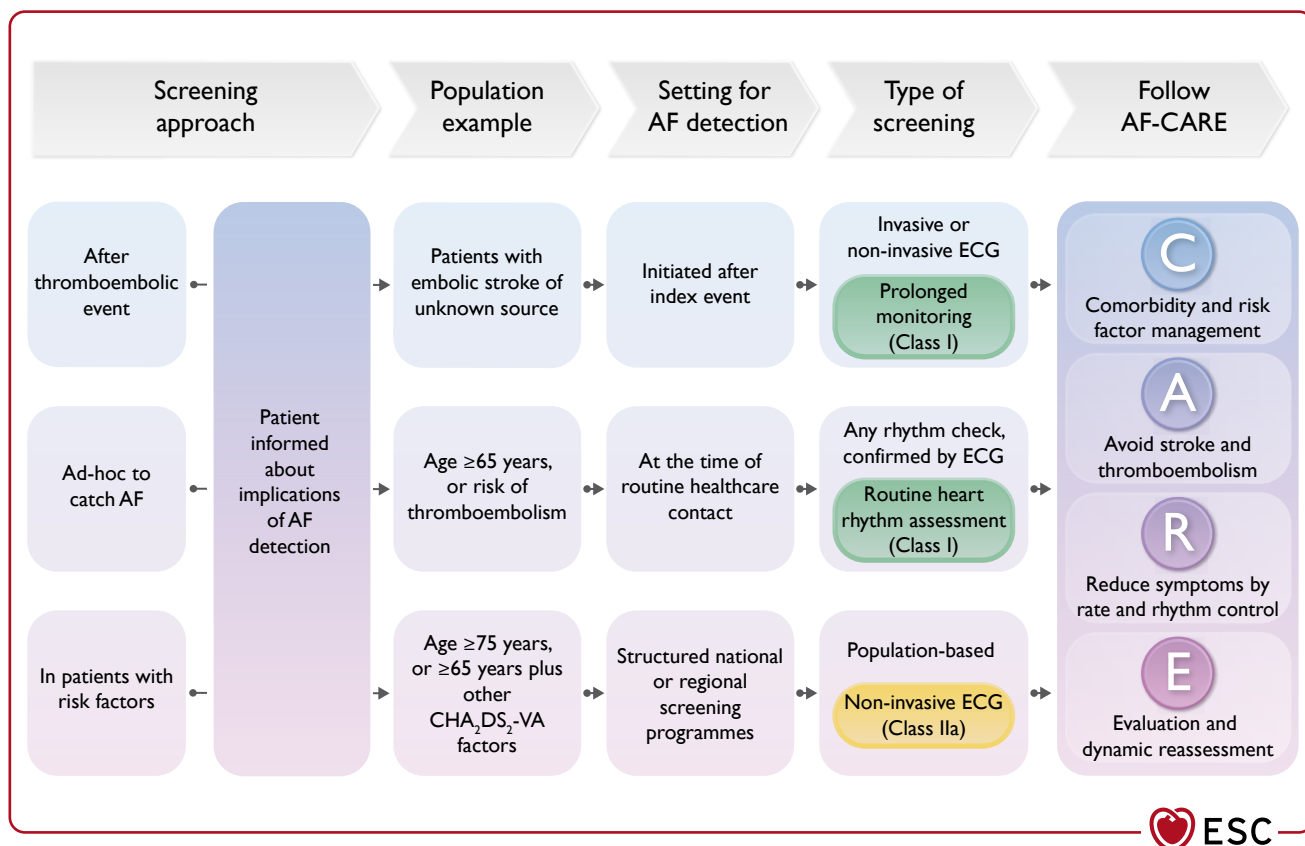 Screening
approach
Population
example
Setting for
AF detection
Type of
screening
Follow
AF-CARE
After
thromboembolic
event
Patient
informed
about
implications
of AF
detection
Patients with
embolic stroke of
unknown source
Initiated after
index event
Invasive or
non-invasive ECG
Prolonged
monitoring
(Class I)
Ad-hoc to
catch AF
Age ≥65 years,
or risk of
thromboembolism
At the time of
routine healthcare
contact
Any rhythm check,
confirmed by ECG
Routine heart
rhythm assessment
(Class I)
In patients with
risk factors
Age ≥75 years,
or ≥65 years plus
other
CHA₂DS₂-VA
factors
Structured national
or regional
screening
programmes
Population-based
Non-invasive ECG
(Class IIa)
C
Comorbidity and risk
factor management
A
Avoid stroke and
thromboembolism
R
Reduce symptoms by
rate and rhythm control
E
Evaluation and
dynamic reassessment
ESC